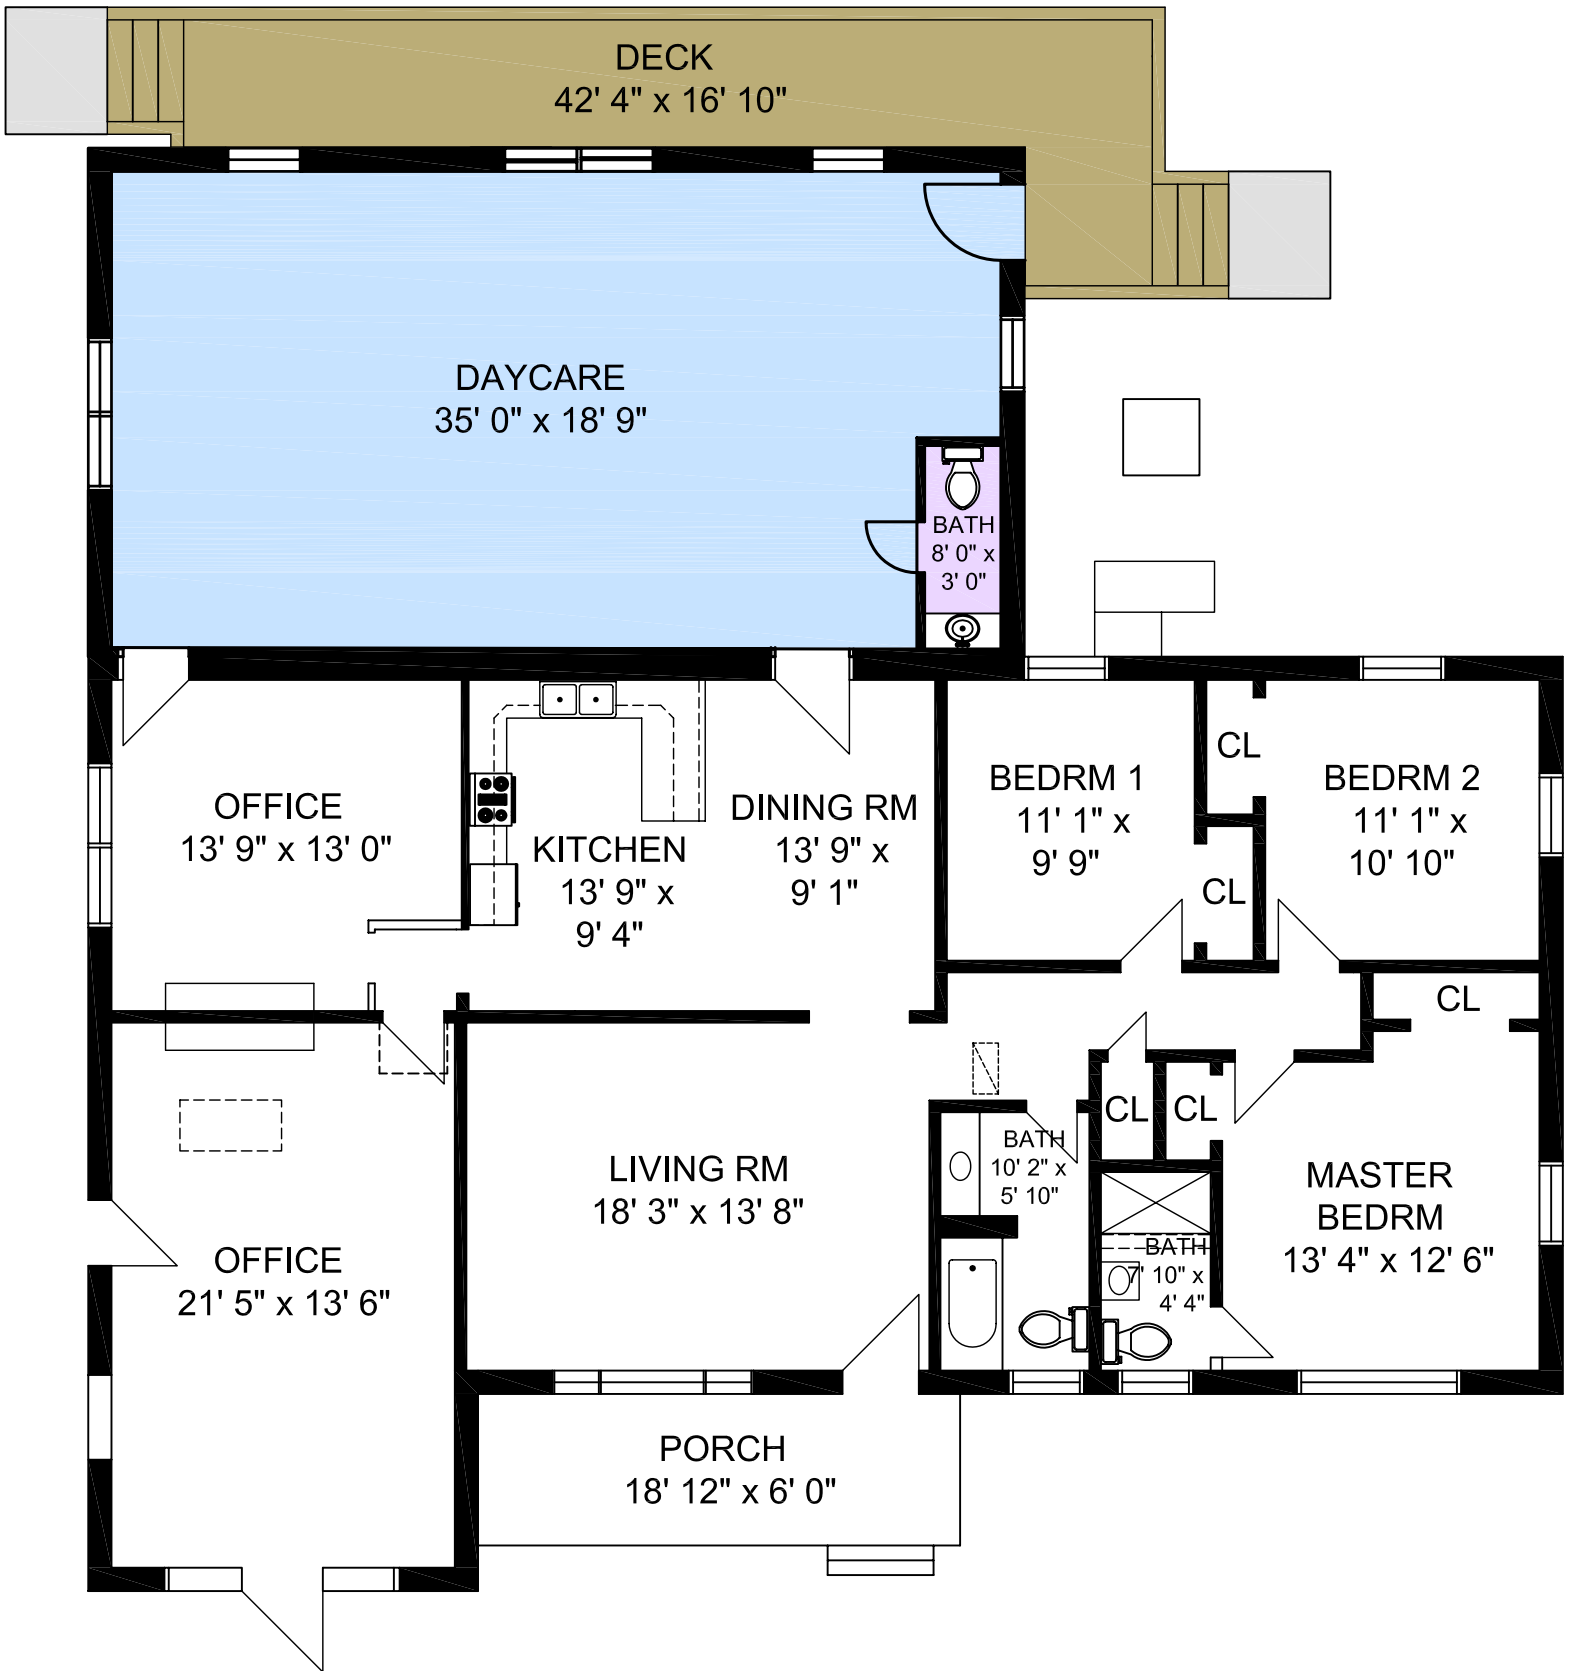 DECK
42' 4" x 16' 10"
DAYCARE
35' 0" x 18' 9"
BATH
8' 0" x
3' 0"
OFFICE
13' 9" x 13' 0"
KITCHEN
13' 9" x
9' 4"
DINING RM
13' 9" x
9' 1"
BEDRM 1
11' 1" x
9' 9"
CL
CL
BEDRM 2
11' 1" x
10' 10"
CL
CL
CL
BATH
10' 2" x
5' 10"
LIVING RM
18' 3" x 13' 8"
MASTER
BEDRM
13' 4" x 12' 6"
BATH
7' 10" x
4' 4"
OFFICE
21' 5" x 13' 6"
PORCH
18' 12" x 6' 0"